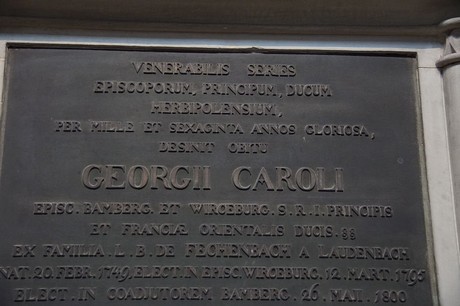 VENERABILIS SERIES
EPISCOPORUM, PRINCIPUM, DUCUM
HERBIPOLENSIUM,
PER MILLE ET SEXAGINTA ANNOS GLORIOSA,
DESINIT OBITU
GEORGII CAROLI
EPISC. BAMBERG. ET WIRCEBURG. S. R. I. PRINCIPIS
ET FRANCIÆ ORIENTALIS DUCIS. §§
EX FAMILIA. L. B. DE FECHENBACH A LAUDENBACH
NAT. 20. FEBR. 1749. ELECT. IN EPISC. WIRCEBURG. 12. MART. 1795
ELECT. IN COADJUTOREM BAMBERG. 26. MAJI. 1800